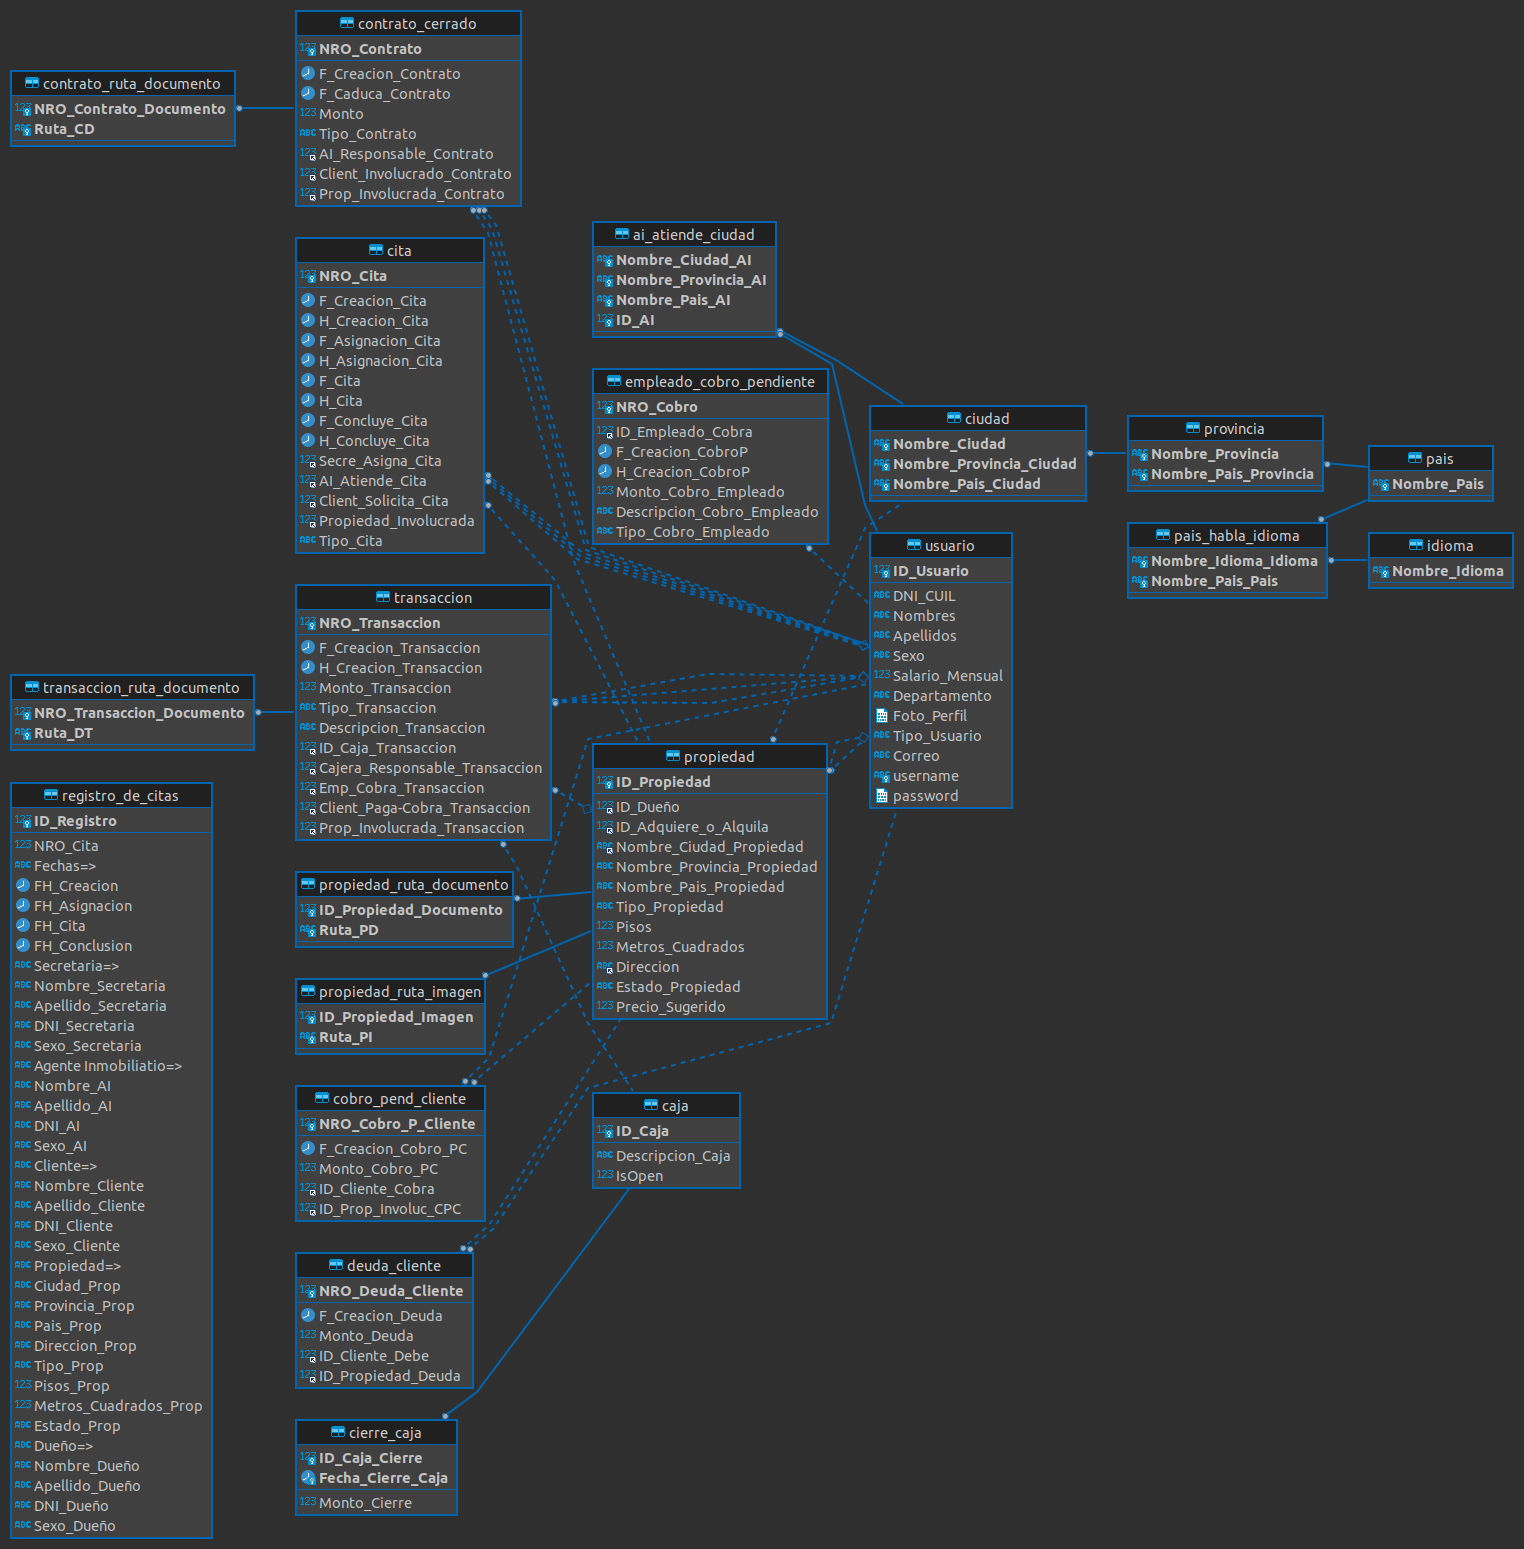 contrato_cerrado
NRO_Contrato
F_Creacion_Contrato
F_Caduca_Contrato
Monto
Tipo_Contrato
AI_Responsable_Contrato
Client_Involucrado_Contrato
Prop_Involucrada_Contrato
contrato_ruta_documento
NRO_Contrato_Documento
Ruta_CD
cita
NRO_Cita
F_Creacion_Cita
H_Creacion_Cita
F_Asignacion_Cita
H_Asignacion_Cita
F_Cita
H_Cita
F_Concluye_Cita
H_Concluye_Cita
Secre_Asigna_Cita
AI_Atiende_Cita
Client_Solicita_Cita
Propiedad_Involucrada
Tipo_Cita
ai_atiende_ciudad
Nombre_Ciudad_AI
Nombre_Provincia_AI
Nombre_Pais_AI
ID_AI
empleado_cobro_pendiente
NRO_Cobro
ID_Empleado_Cobra
F_Creacion_CobroP
H_Creacion_CobroP
Monto_Cobro_Empleado
Descripcion_Cobro_Empleado
Tipo_Cobro_Empleado
ciudad
Nombre_Ciudad
Nombre_Provincia_Ciudad
Nombre_Pais_Ciudad
provincia
Nombre_Provincia
Nombre_Pais_Provincia
pais
Nombre_Pais
pais_habla_idioma
Nombre_Idioma_Idioma
Nombre_Pais_Pais
idioma
Nombre_Idioma
usuario
ID_Usuario
DNI_CUIL
Nombres
Apellidos
Sexo
Salario_Mensual
Departamento
Foto_Perfil
Tipo_Usuario
Correo
username
password
transaccion
NRO_Transaccion
F_Creacion_Transaccion
H_Creacion_Transaccion
Monto_Transaccion
Tipo_Transaccion
Descripcion_Transaccion
ID_Caja_Transaccion
Cajera_Responsable_Transaccion
Emp_Cobra_Transaccion
Client_Paga-Cobra_Transaccion
Prop_Involucrada_Transaccion
transaccion_ruta_documento
NRO_Transaccion_Documento
Ruta_DT
propiedad
ID_Propiedad
ID_Dueño
ID_Adquiere_o_Alquila
Nombre_Ciudad_Propiedad
Nombre_Provincia_Propiedad
Nombre_Pais_Propiedad
Tipo_Propiedad
Pisos
Metros_Cuadrados
Direccion
Estado_Propiedad
Precio_Sugerido
registro_de_citas
ID_Registro
NRO_Cita
Fechas=>
FH_Creacion
FH_Asignacion
FH_Cita
FH_Conclusion
Secretaria=>
Nombre_Secretaria
Apellido_Secretaria
DNI_Secretaria
Sexo_Secretaria
Agente Inmobiliatio=>
Nombre_AI
Apellido_AI
DNI_AI
Sexo_AI
Cliente=>
Nombre_Cliente
Apellido_Cliente
DNI_Cliente
Sexo_Cliente
Propiedad=>
Ciudad_Prop
Provincia_Prop
Pais_Prop
Direccion_Prop
Tipo_Prop
Pisos_Prop
Metros_Cuadrados_Prop
Estado_Prop
Dueño=>
Nombre_Dueño
Apellido_Dueño
DNI_Dueño
Sexo_Dueño
propiedad_ruta_documento
ID_Propiedad_Documento
Ruta_PD
propiedad_ruta_imagen
ID_Propiedad_Imagen
Ruta_PI
cobro_pend_cliente
NRO_Cobro_P_Cliente
F_Creacion_Cobro_PC
Monto_Cobro_PC
ID_Cliente_Cobra
ID_Prop_Involuc_CPC
caja
ID_Caja
Descripcion_Caja
IsOpen
deuda_cliente
NRO_Deuda_Cliente
F_Creacion_Deuda
Monto_Deuda
ID_Cliente_Debe
ID_Propiedad_Deuda
cierre_caja
ID_Caja_Cierre
Fecha_Cierre_Caja
Monto_Cierre